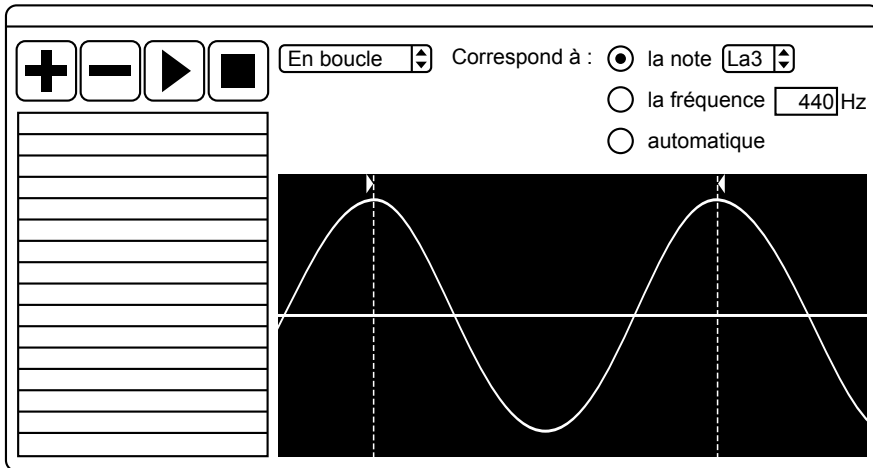 En boucle
Correspond à :
la note La3
la fréquence 440 Hz
automatique